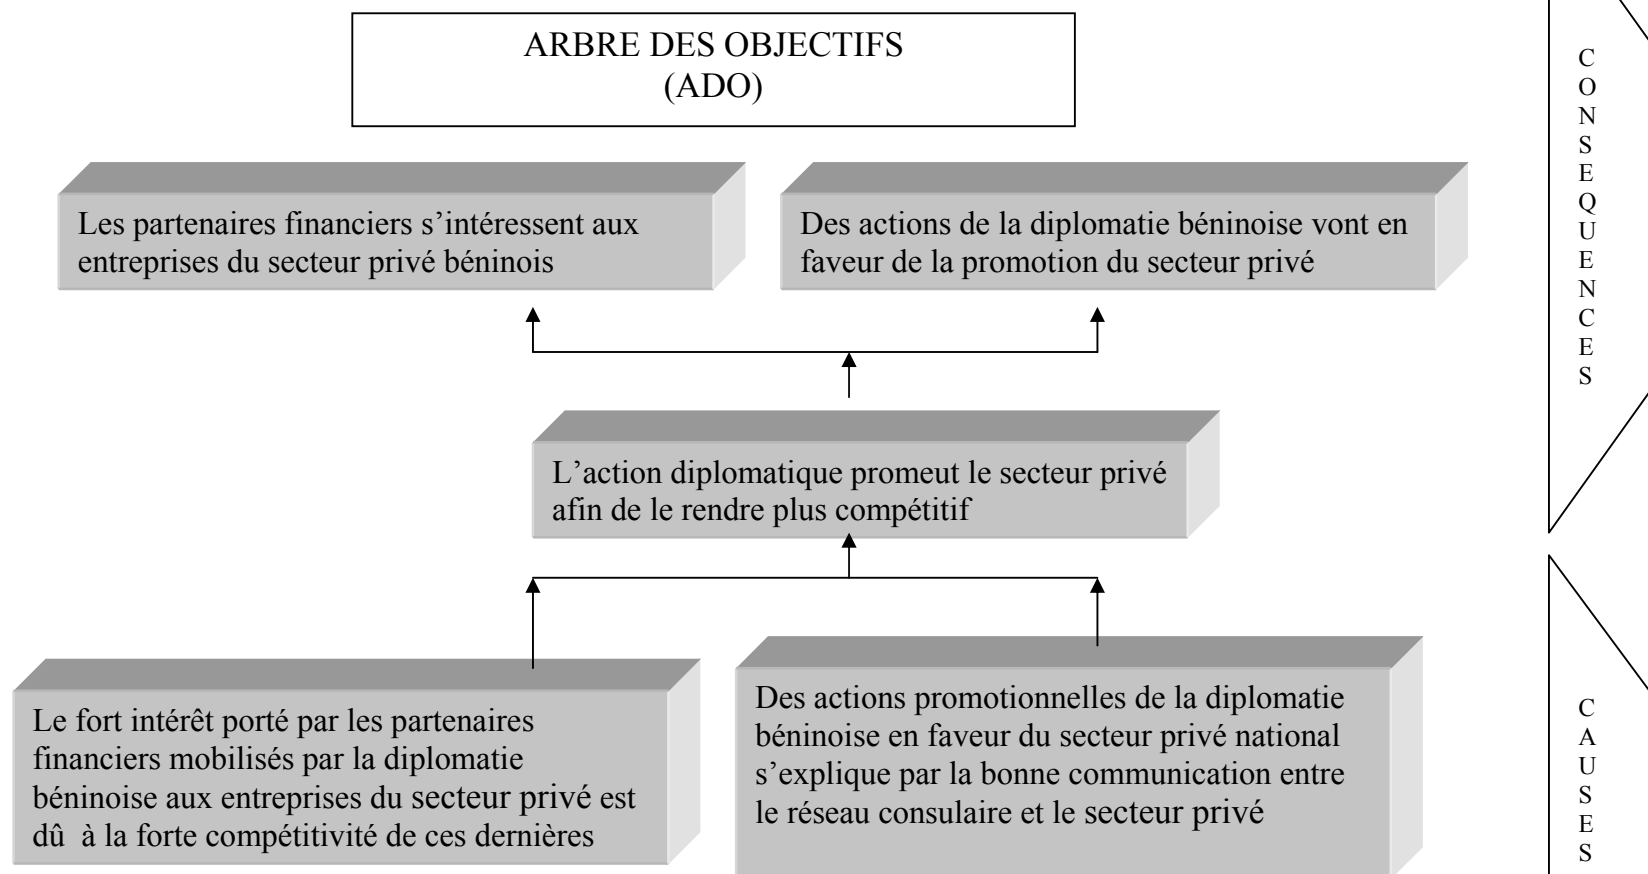 ARBRE DES OBJECTIFS
(ADO)
Les partenaires financiers s’intéressent aux
entreprises du secteur privé béninois
Des actions de la diplomatie béninoise vont en
faveur de la promotion du secteur privé
L’action diplomatique promeut le secteur privé
afin de le rendre plus compétitif
Le fort intérêt porté par les partenaires
financiers mobilisés par la diplomatie
béninoise aux entreprises du secteur privé est
dû  à la forte compétitivité de ces dernières
Des actions promotionnelles de la diplomatie
béninoise en faveur du secteur privé national
s’explique par la bonne communication entre
le réseau consulaire et le secteur privé
C
O
N
S
E
Q
U
E
N
C
E
S
C
A
U
S
E
S